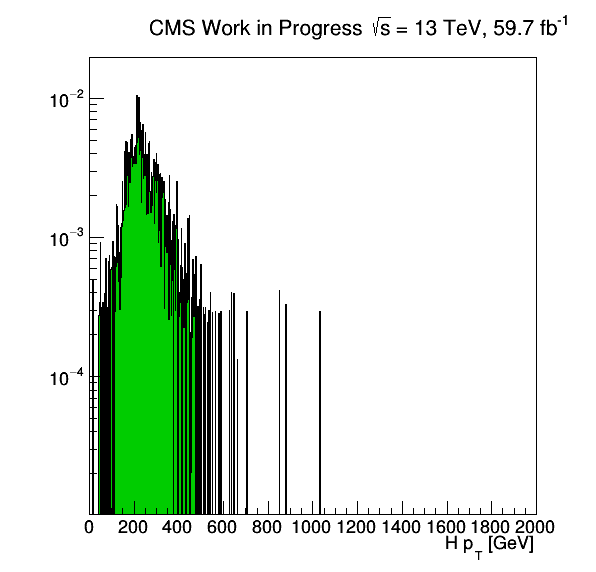 CMS Work in Progress √s = 13 TeV, 59.7 fb⁻¹
10⁻²
10⁻³
10⁻⁴
0 200 400 600 800 1000 1200 1400 1600 1800 2000
H p_T [GeV]